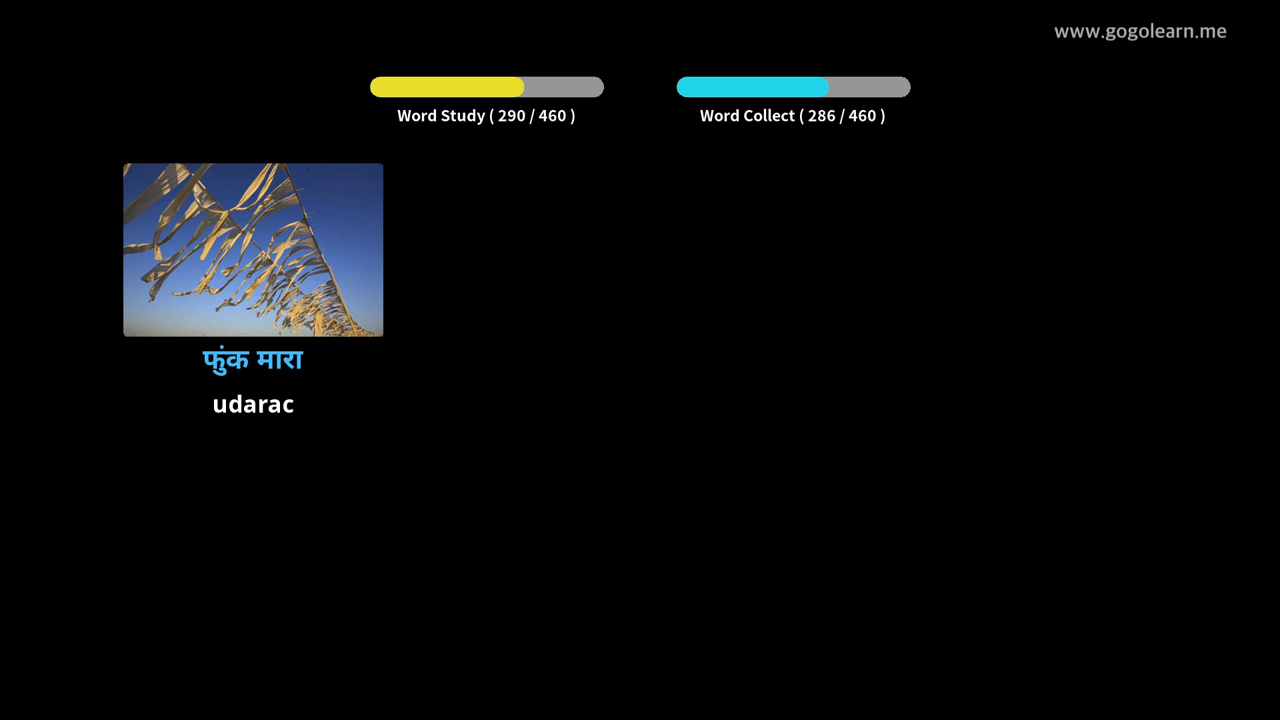 www.gogolearn.me
Word Study ( 290 / 460 )
Word Collect ( 286 / 460 )
फुंक मारा
udarac